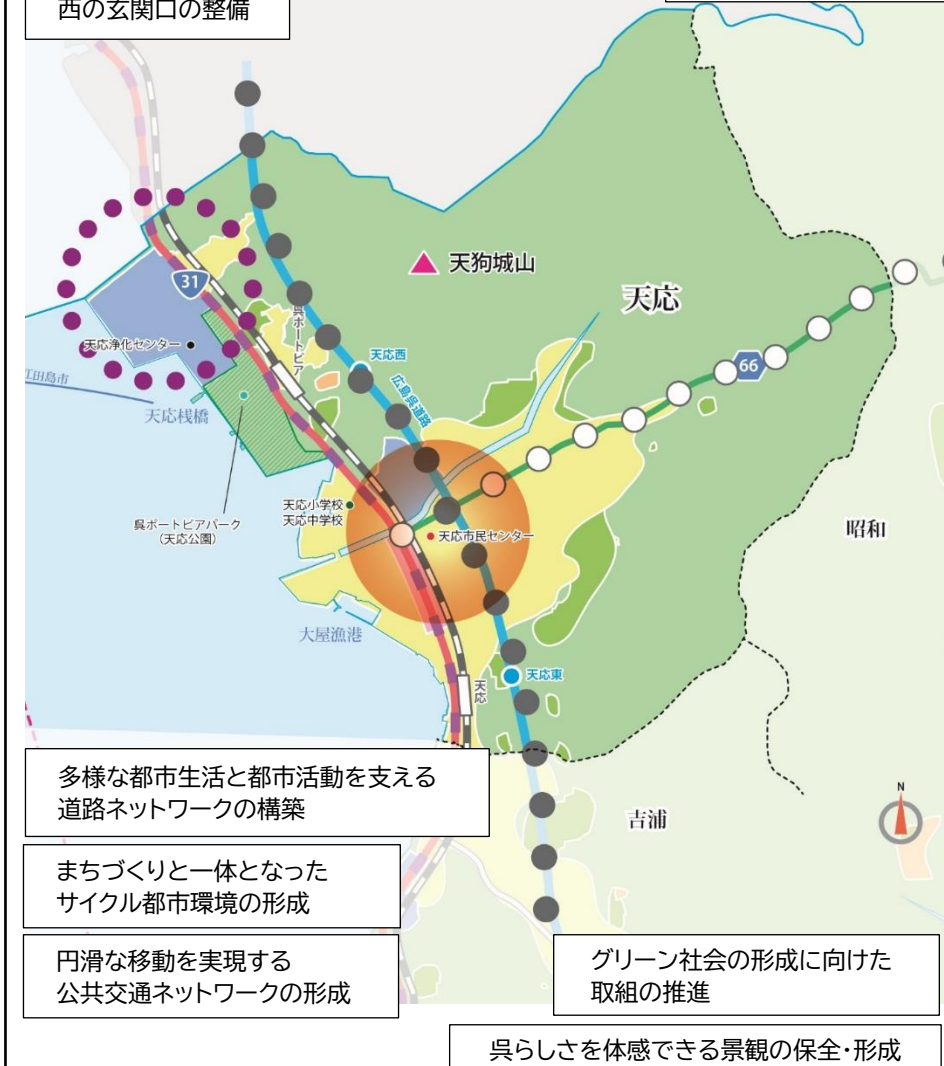 西の玄関口の整備
天狗城山
天応
31
呉ポートピア
天応浄化センター
天応西
広島呉道路
66
江田島市
天応桟橋
天応小学校
天応中学校
天応市民センター
呉ポートピアパーク
(天応公園)
昭和
大屋漁港
天応東
天応
多様な都市生活と都市活動を支える
道路ネットワークの構築
吉浦
N
まちづくりと一体となった
サイクル都市環境の形成
円滑な移動を実現する
公共交通ネットワークの形成
グリーン社会の形成に向けた
取組の推進
呉らしさを体感できる景観の保全・形成